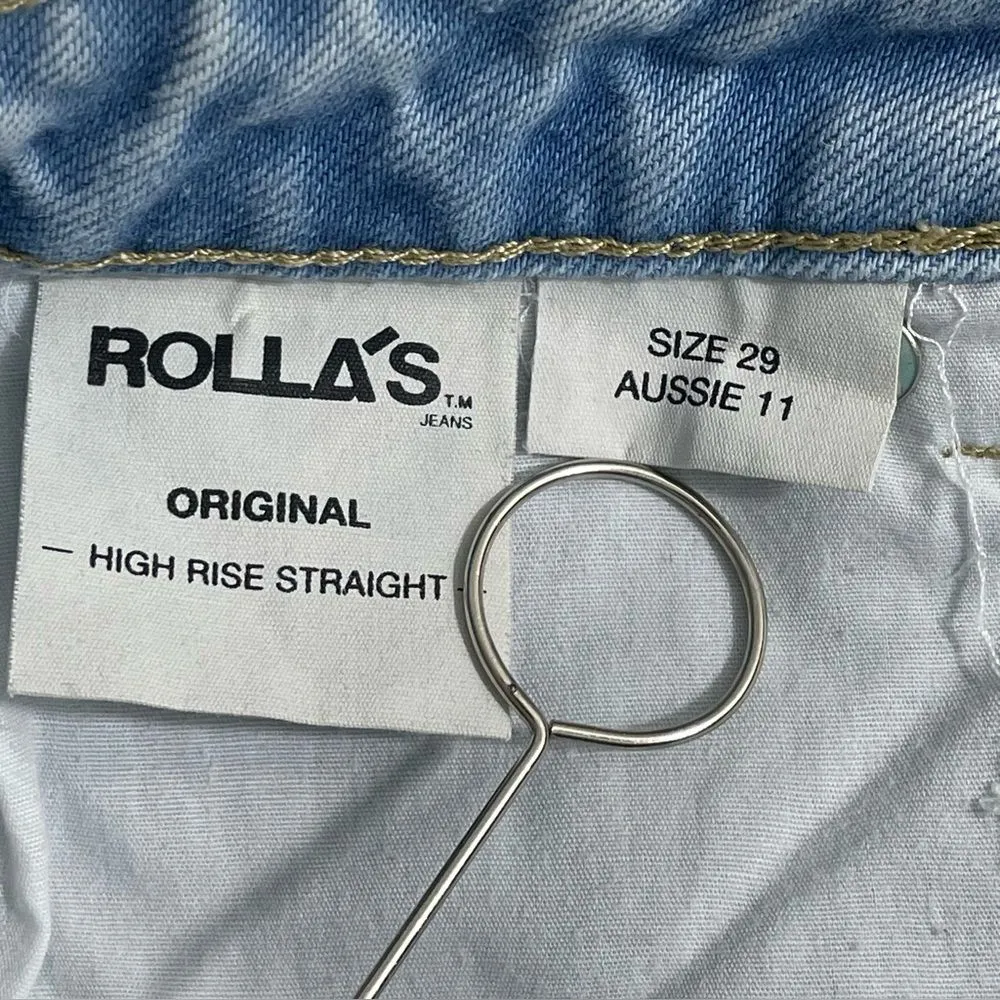 ROLLA'S T.M
JEANS
ORIGINAL
— HIGH RISE STRAIGHT -
SIZE 29
AUSSIE 11